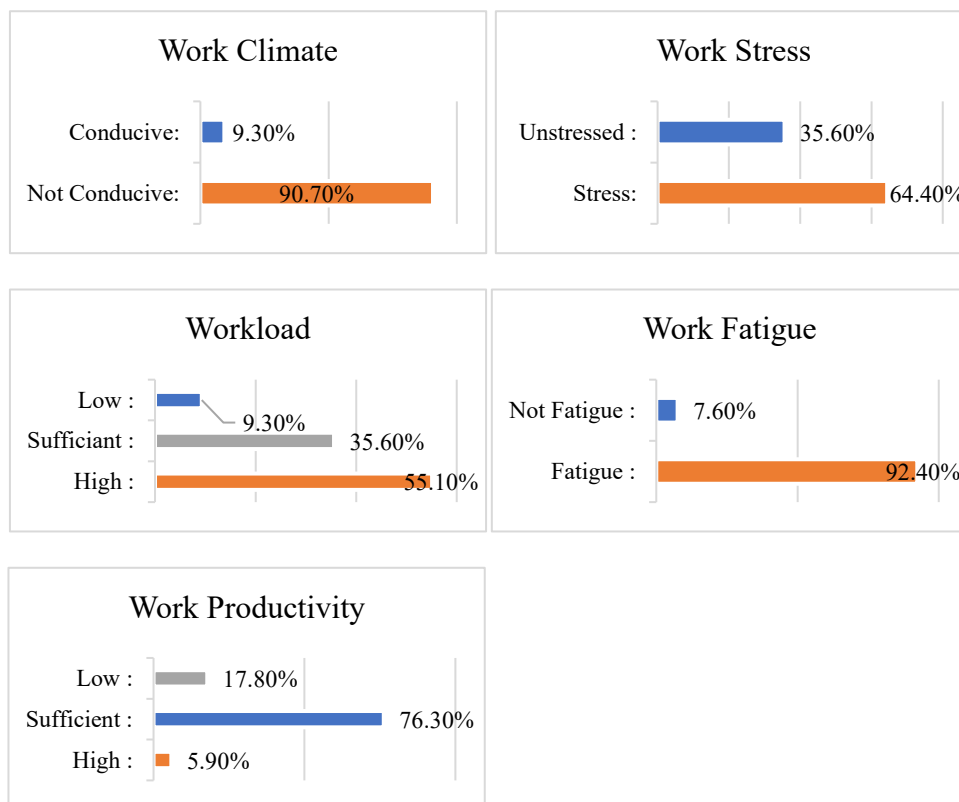 Work Climate
Conducive: 9.30%
Not Conducive: 90.70%
Work Stress
Unstressed : 35.60%
Stress: 64.40%
Workload
Low : 9.30%
Sufficiant : 35.60%
High : 55.10%
Work Fatigue
Not Fatigue : 7.60%
Fatigue : 92.40%
Work Productivity
Low : 17.80%
Sufficient : 76.30%
High : 5.90%